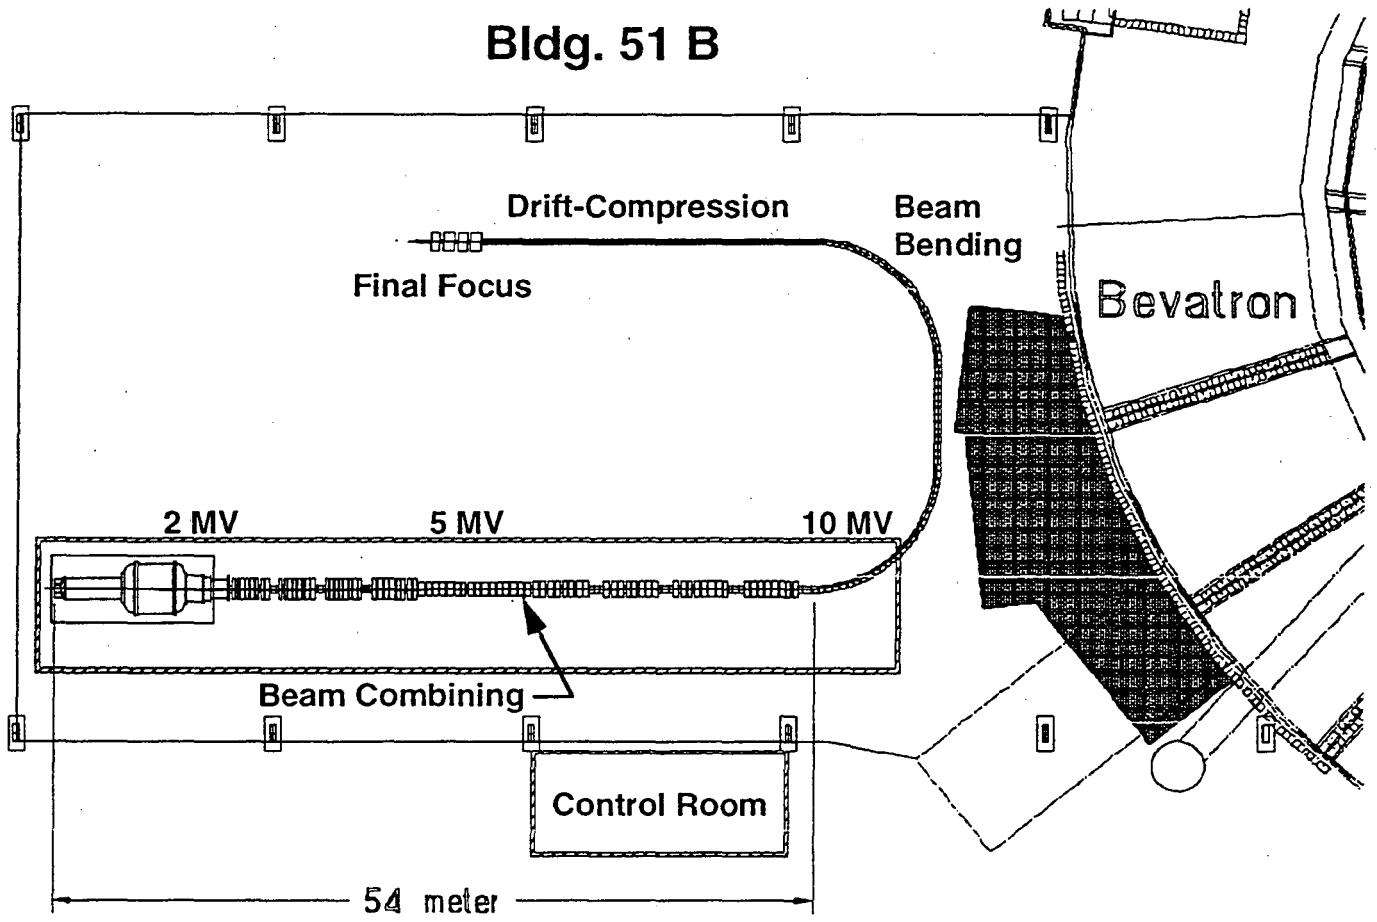 Bldg. 51 B
Drift-Compression
Beam
Bending
Final Focus
Bevatron
2 MV
5 MV
10 MV
Beam Combining
Control Room
54 meter